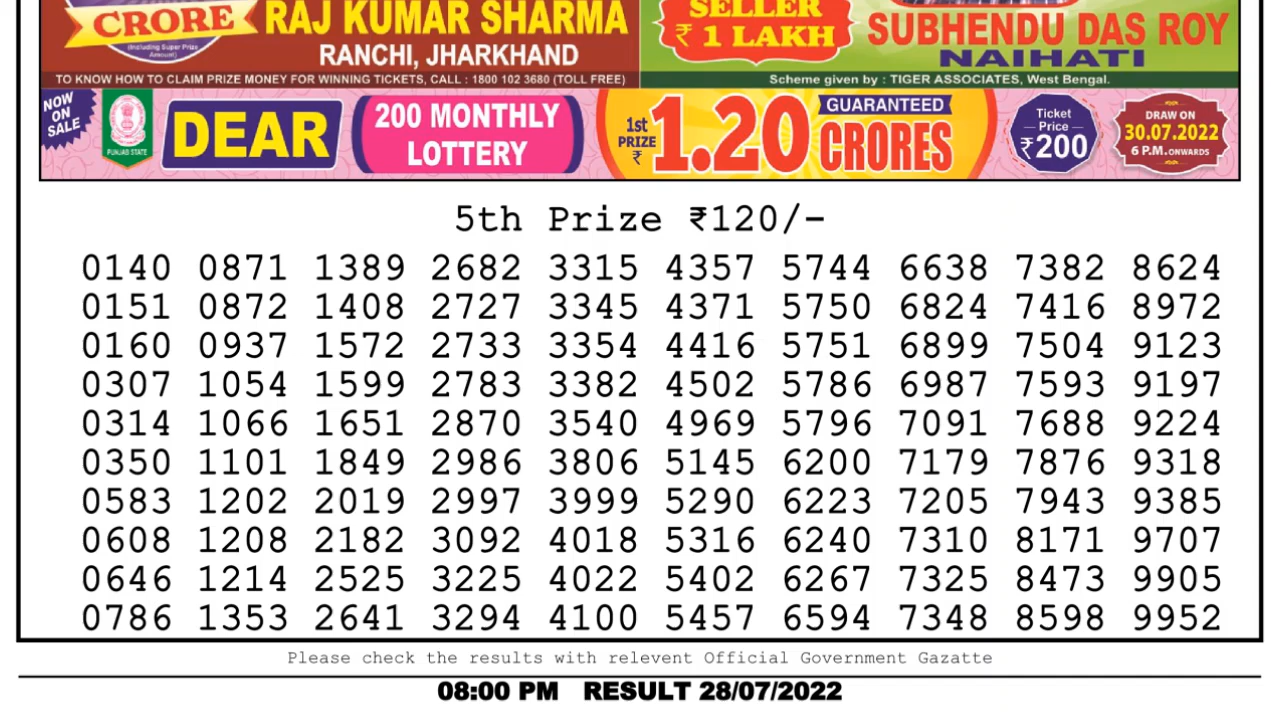 CRORE
(Including Super Prize
Amount)
RAJ KUMAR SHARMA
RANCHI, JHARKHAND
TO KNOW HOW TO CLAIM PRIZE MONEY FOR WINNING TICKETS, CALL : 1800 102 3680 (TOLL FREE)
SELLER
₹ 1 LAKH
SUBHENDU DAS ROY
NAIHATI
Scheme given by : TIGER ASSOCIATES, West Bengal.
NOW
ON
SALE
PUNJAB STATE
DEAR
200 MONTHLY
LOTTERY
1st
PRIZE
₹
1.20
GUARANTEED
CRORES
Ticket
Price
₹200
DRAW ON
30.07.2022
6 P.M. ONWARDS
5th Prize ₹120/-
0140 0871 1389 2682 3315 4357 5744 6638 7382 8624
0151 0872 1408 2727 3345 4371 5750 6824 7416 8972
0160 0937 1572 2733 3354 4416 5751 6899 7504 9123
0307 1054 1599 2783 3382 4502 5786 6987 7593 9197
0314 1066 1651 2870 3540 4969 5796 7091 7688 9224
0350 1101 1849 2986 3806 5145 6200 7179 7876 9318
0583 1202 2019 2997 3999 5290 6223 7205 7943 9385
0608 1208 2182 3092 4018 5316 6240 7310 8171 9707
0646 1214 2525 3225 4022 5402 6267 7325 8473 9905
0786 1353 2641 3294 4100 5457 6594 7348 8598 9952
Please check the results with relevent Official Government Gazatte
08:00 PM RESULT 28/07/2022